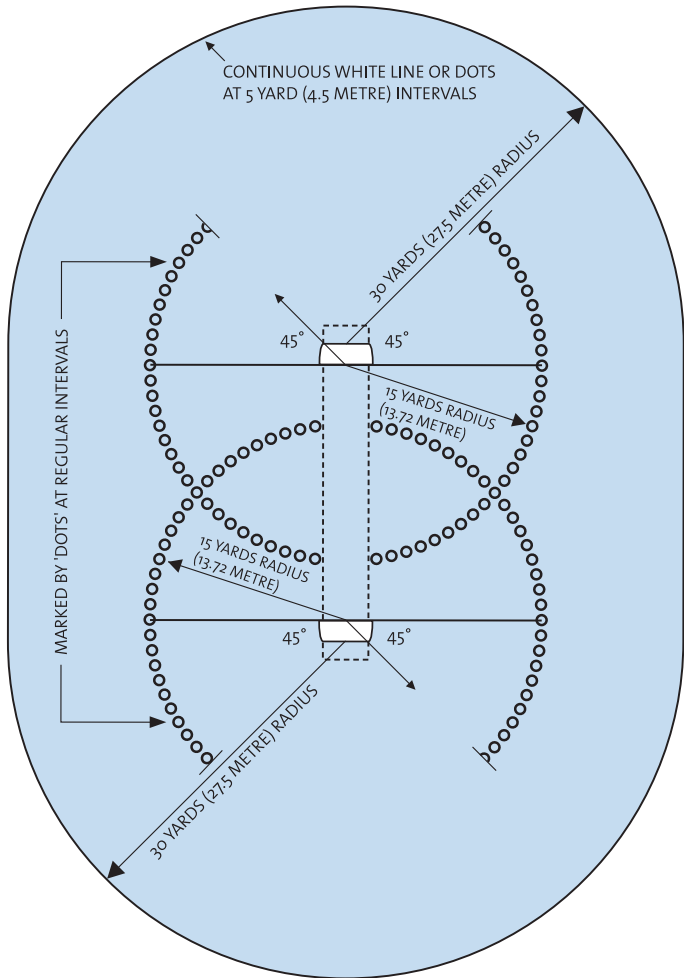 CONTINUOUS WHITE LINE OR DOTS
AT 5 YARD (4.5 METRE) INTERVALS
30 YARDS (27.5 METRE) RADIUS
45°
45°
15 YARDS RADIUS
(13.72 METRE)
MARKED BY 'DOTS' AT REGULAR INTERVALS
15 YARDS RADIUS
(13.72 METRE)
45°
45°
30 YARDS (27.5 METRE) RADIUS